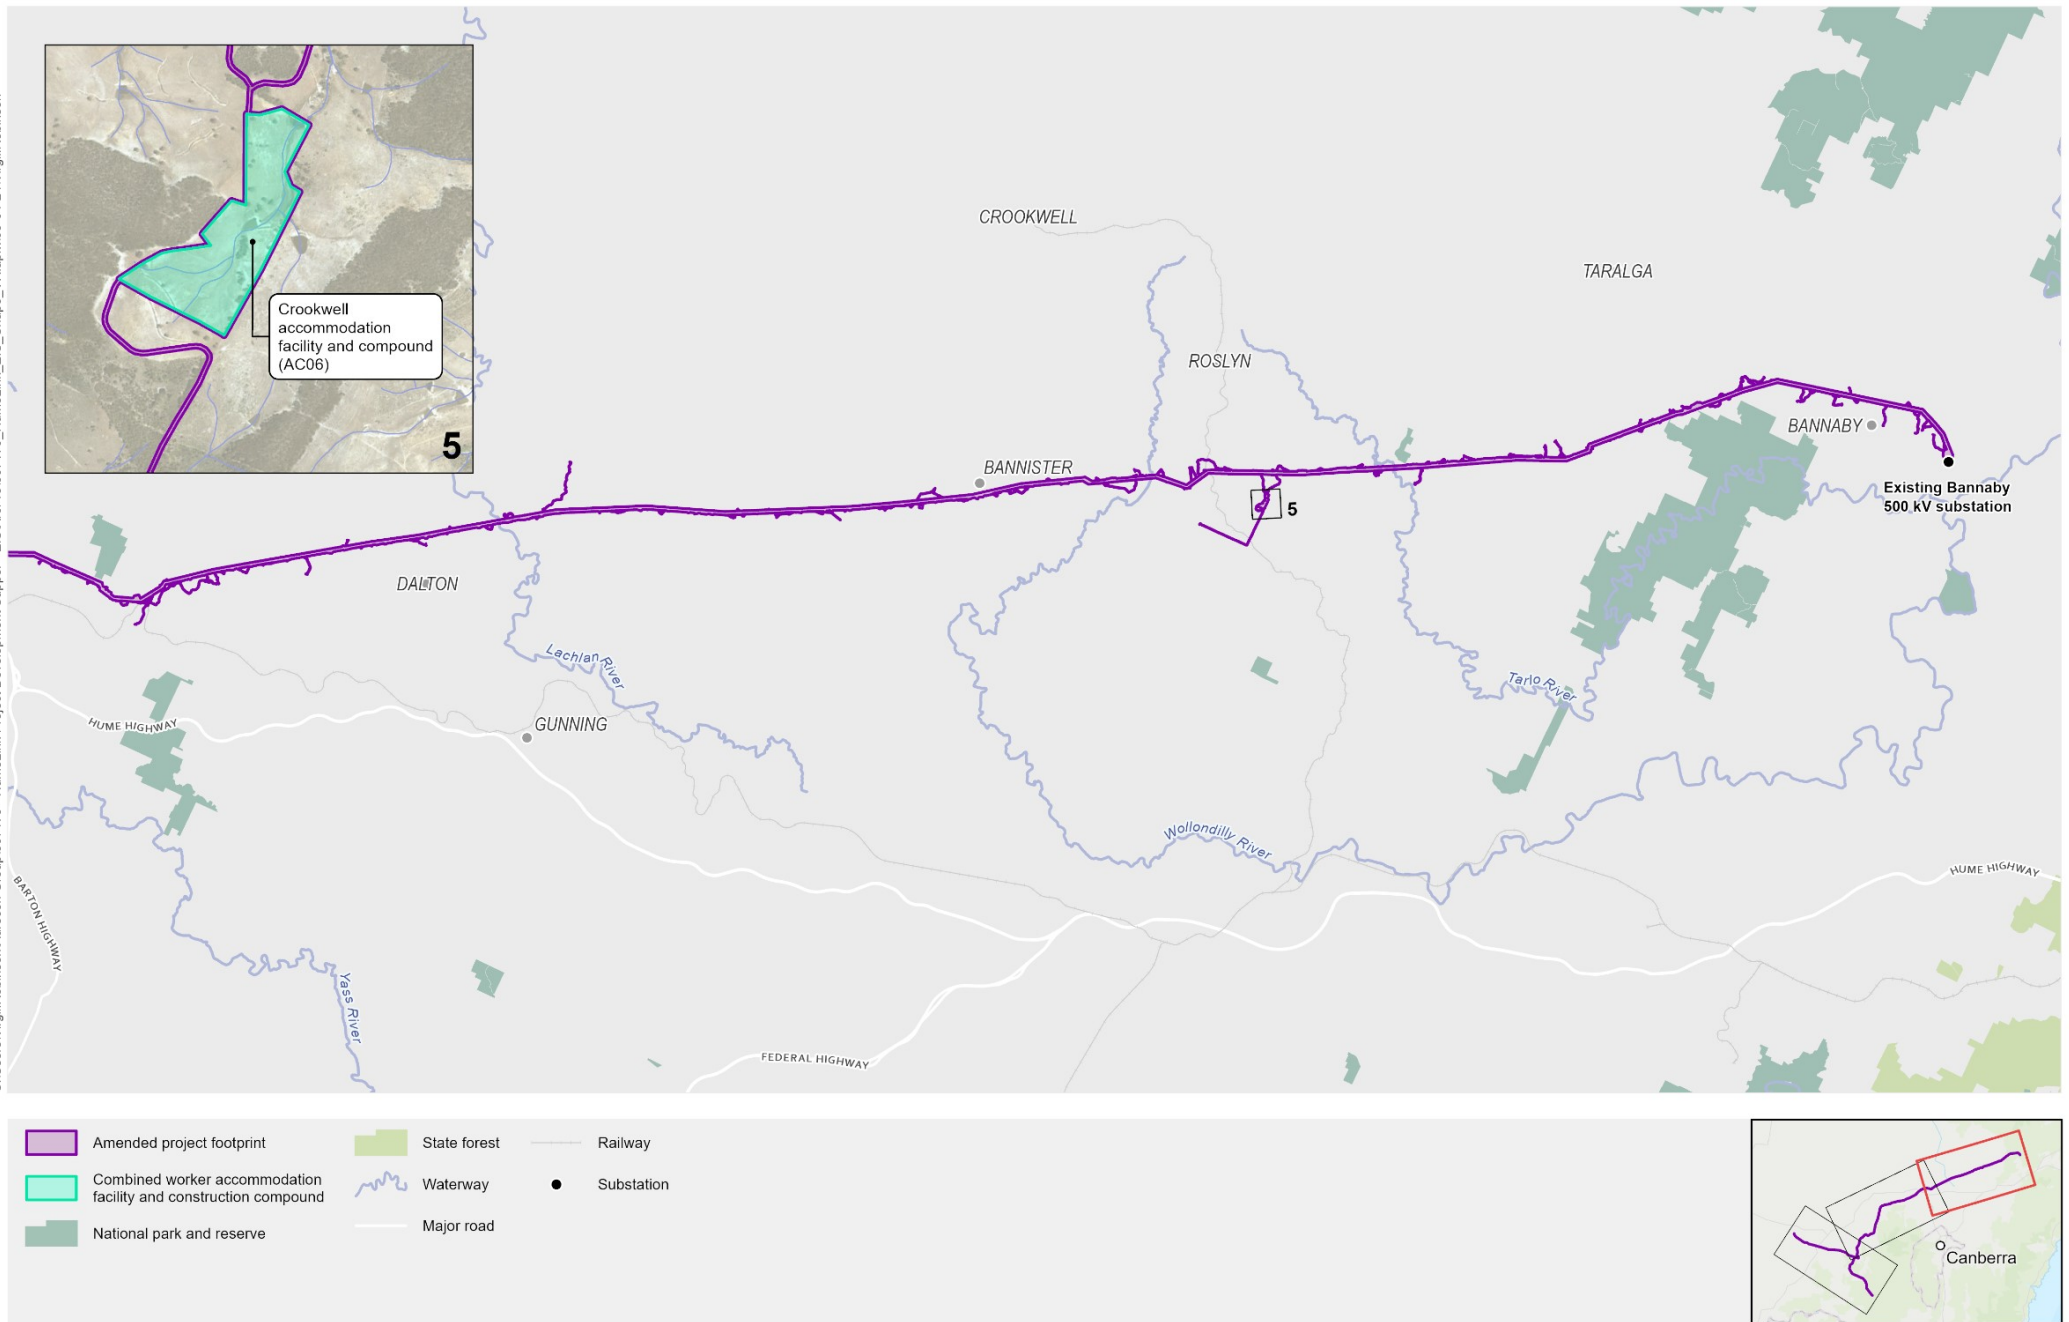 Crookwell
accommodation
facility and compound
(AC06)
5
CROOKWELL
TARALGA
ROSLYN
BANNABY
BANNISTER
Existing Bannaby
500 kV substation
5
DALTON
Lachlan River
Tarlo River
HUME HIGHWAY
GUNNING
Wollondilly River
HUME HIGHWAY
BARTON HIGHWAY
Yass River
FEDERAL HIGHWAY
Amended project footprint
Combined worker accommodation
facility and construction compound
National park and reserve
State forest
Waterway
Major road
Railway
Substation
Canberra